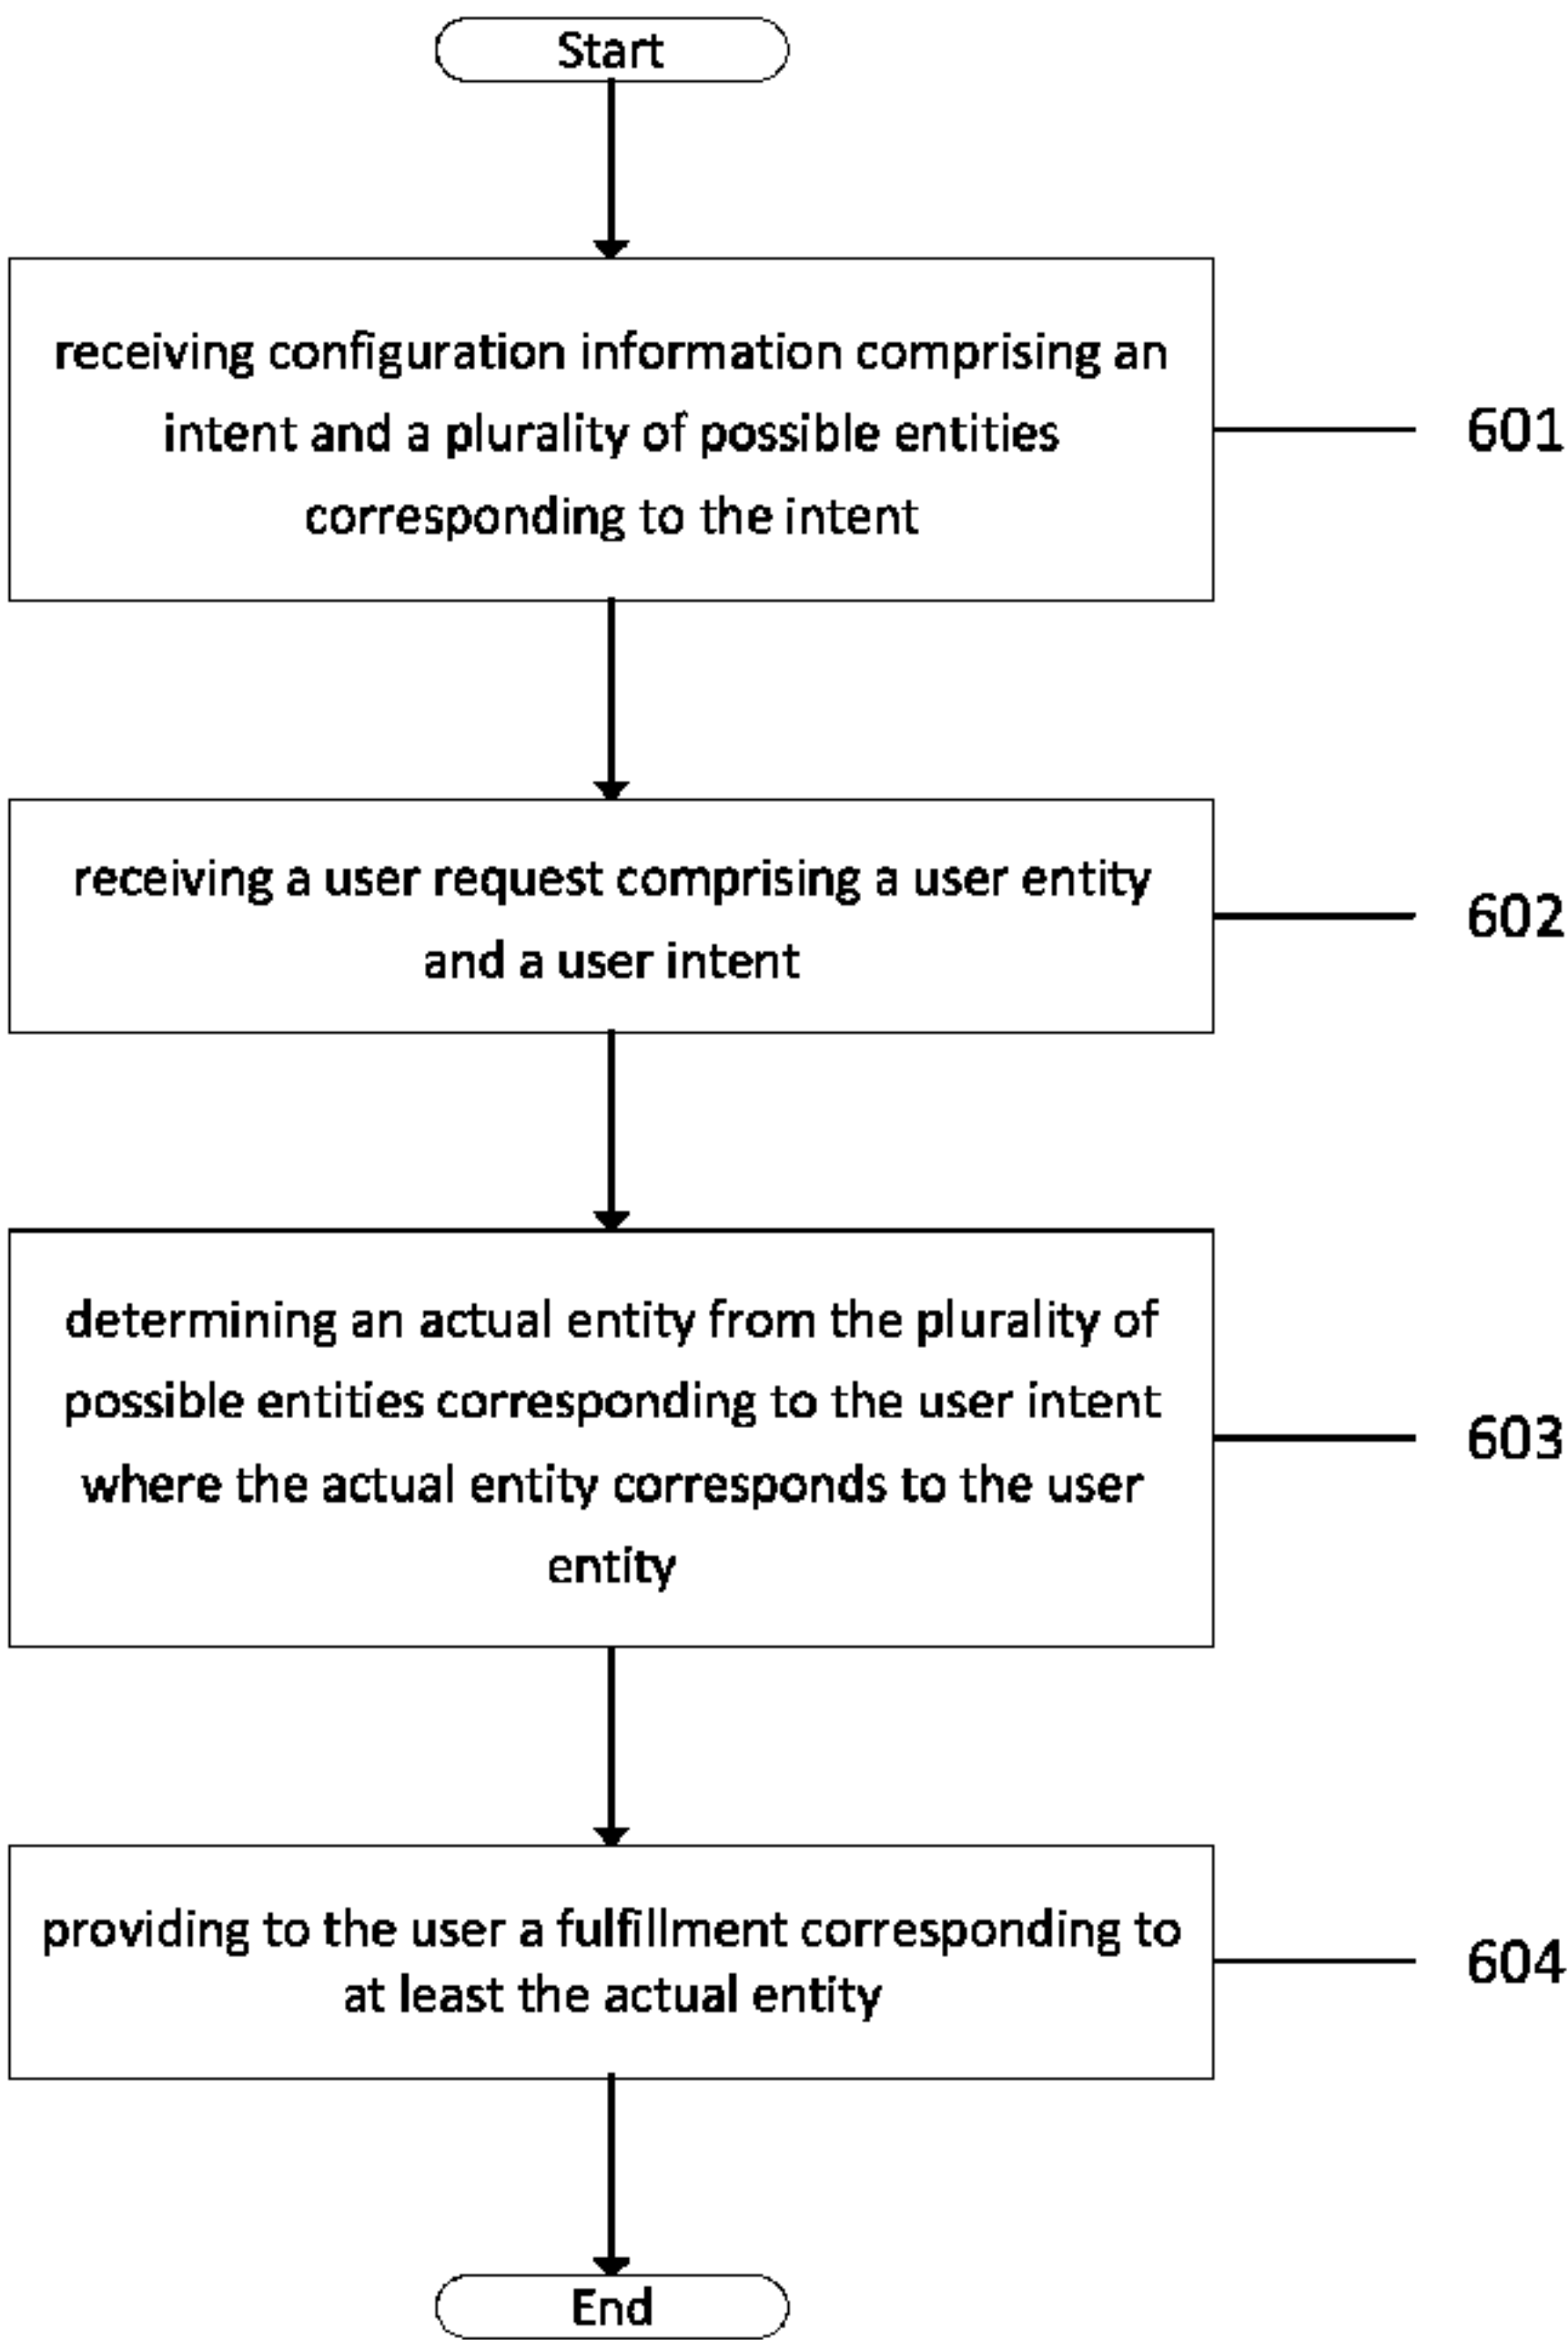 Start
receiving configuration information comprising an
intent and a plurality of possible entities
corresponding to the intent
601
receiving a user request comprising a user entity
and a user intent
602
determining an actual entity from the plurality of
possible entities corresponding to the user intent
where the actual entity corresponds to the user
entity
603
providing to the user a fulfillment corresponding to
at least the actual entity
604
End